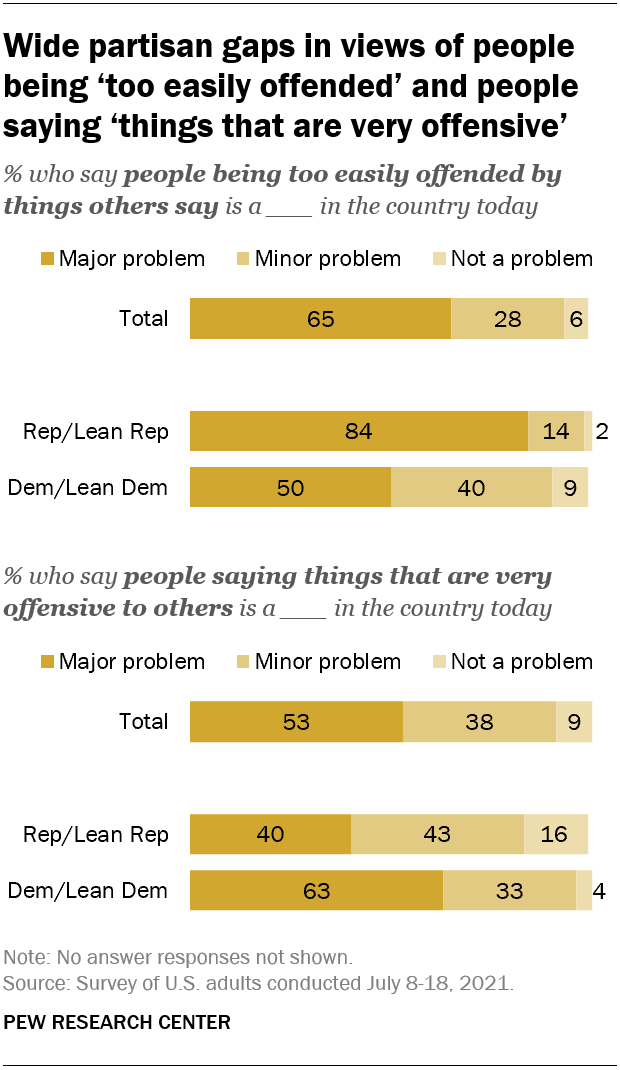 Wide partisan gaps in views of people
being ‘too easily offended’ and people
saying ‘things that are very offensive’
% who say people being too easily offended by
things others say is a ___ in the country today
Major problem Minor problem Not a problem
Total 65 28 6
Rep/Lean Rep 84 14 2
Dem/Lean Dem 50 40 9
% who say people saying things that are very
offensive to others is a ___ in the country today
Major problem Minor problem Not a problem
Total 53 38 9
Rep/Lean Rep 40 43 16
Dem/Lean Dem 63 33 4
Note: No answer responses not shown.
Source: Survey of U.S. adults conducted July 8-18, 2021.
PEW RESEARCH CENTER